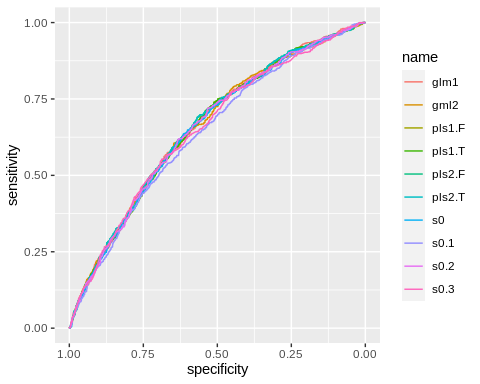 1.00
0.75
0.50
0.25
0.00
sensitivity
1.00 0.75 0.50 0.25 0.00
specificity
name
glm1
gml2
pls1.F
pls1.T
pls2.F
pls2.T
s0
s0.1
s0.2
s0.3